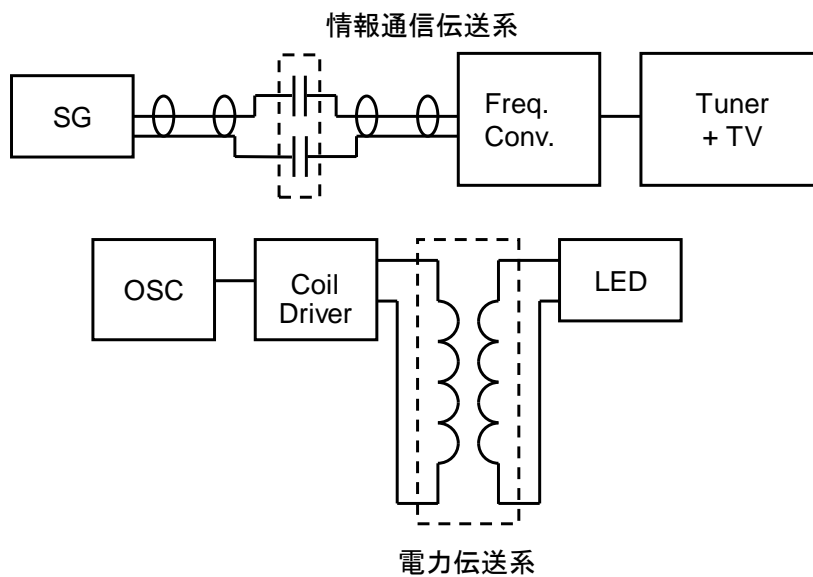 情報通信伝送系
SG
Freq.
Conv.
Tuner
+ TV
OSC
Coil
Driver
LED
電力伝送系